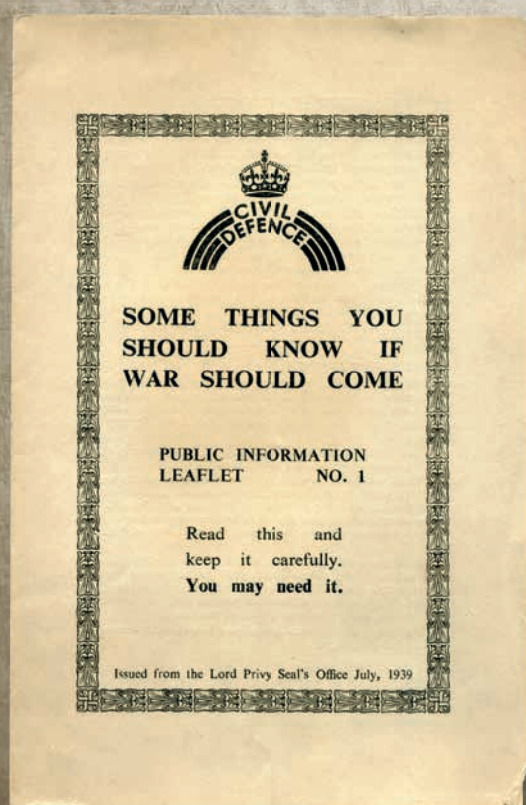 CIVIL
DEFENCE
SOME THINGS YOU
SHOULD KNOW IF
WAR SHOULD COME
PUBLIC INFORMATION
LEAFLET NO. 1
Read this and
keep it carefully.
You may need it.
Issued from the Lord Privy Seal's Office July, 1939